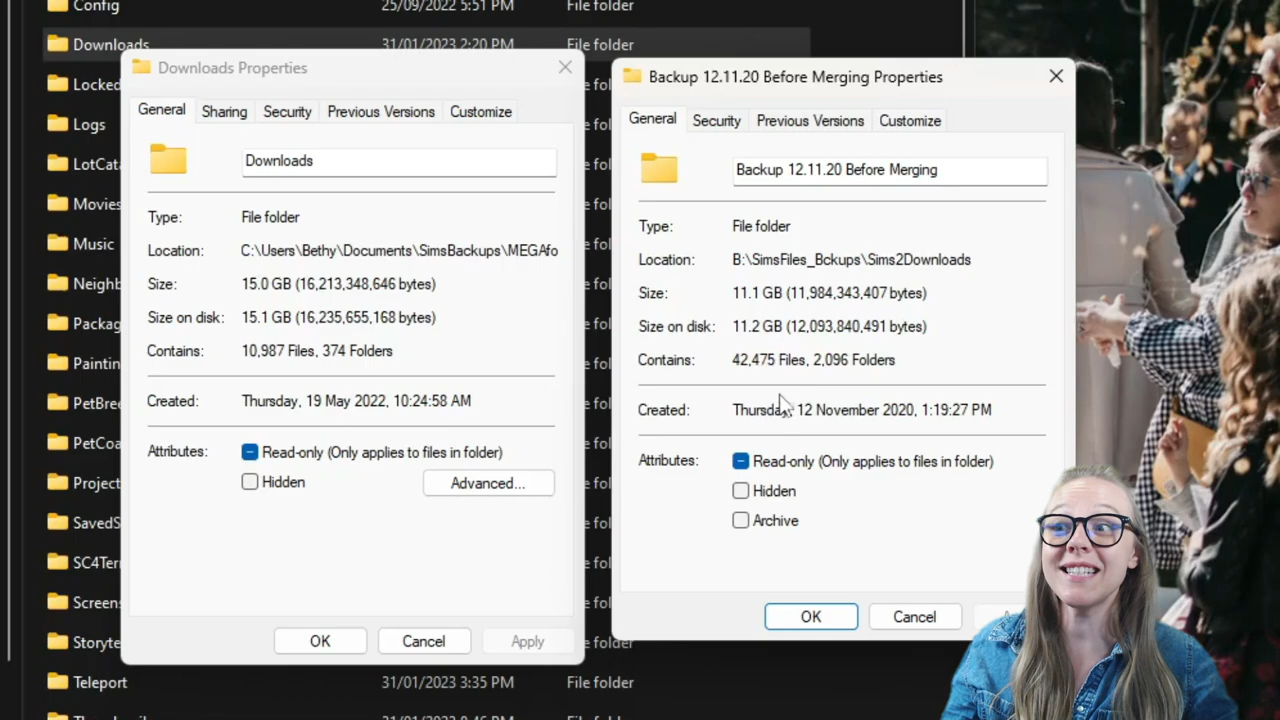 Config 25/09/2022 5:51 PM File folder
Downloads 31/01/2023 2:20 PM File folder
Locked
Logs
LotCata
Movies
Music
Neighb
Packag
Paintin
PetBree
PetCoa
Project
SavedS
SC4Terr
Screens
Storyte
Teleport 31/01/2023 3:35 PM File folder
Downloads Properties
General Sharing Security Previous Versions Customize
Downloads
Type: File folder
Location: C:\Users\Bethy\Documents\SimsBackups\MEGAfo
Size: 15.0 GB (16,213,348,646 bytes)
Size on disk: 15.1 GB (16,235,655,168 bytes)
Contains: 10,987 Files, 374 Folders
Created: Thursday, 19 May 2022, 10:24:58 AM
Attributes: Read-only (Only applies to files in folder)
Hidden Advanced...
OK Cancel Apply
Backup 12.11.20 Before Merging Properties
General Security Previous Versions Customize
Backup 12.11.20 Before Merging
Type: File folder
Location: B:\SimsFiles_Bckups\Sims2Downloads
Size: 11.1 GB (11,984,343,407 bytes)
Size on disk: 11.2 GB (12,093,840,491 bytes)
Contains: 42,475 Files, 2,096 Folders
Created: Thursday, 12 November 2020, 1:19:27 PM
Attributes: Read-only (Only applies to files in folder)
Hidden
Archive
OK Cancel